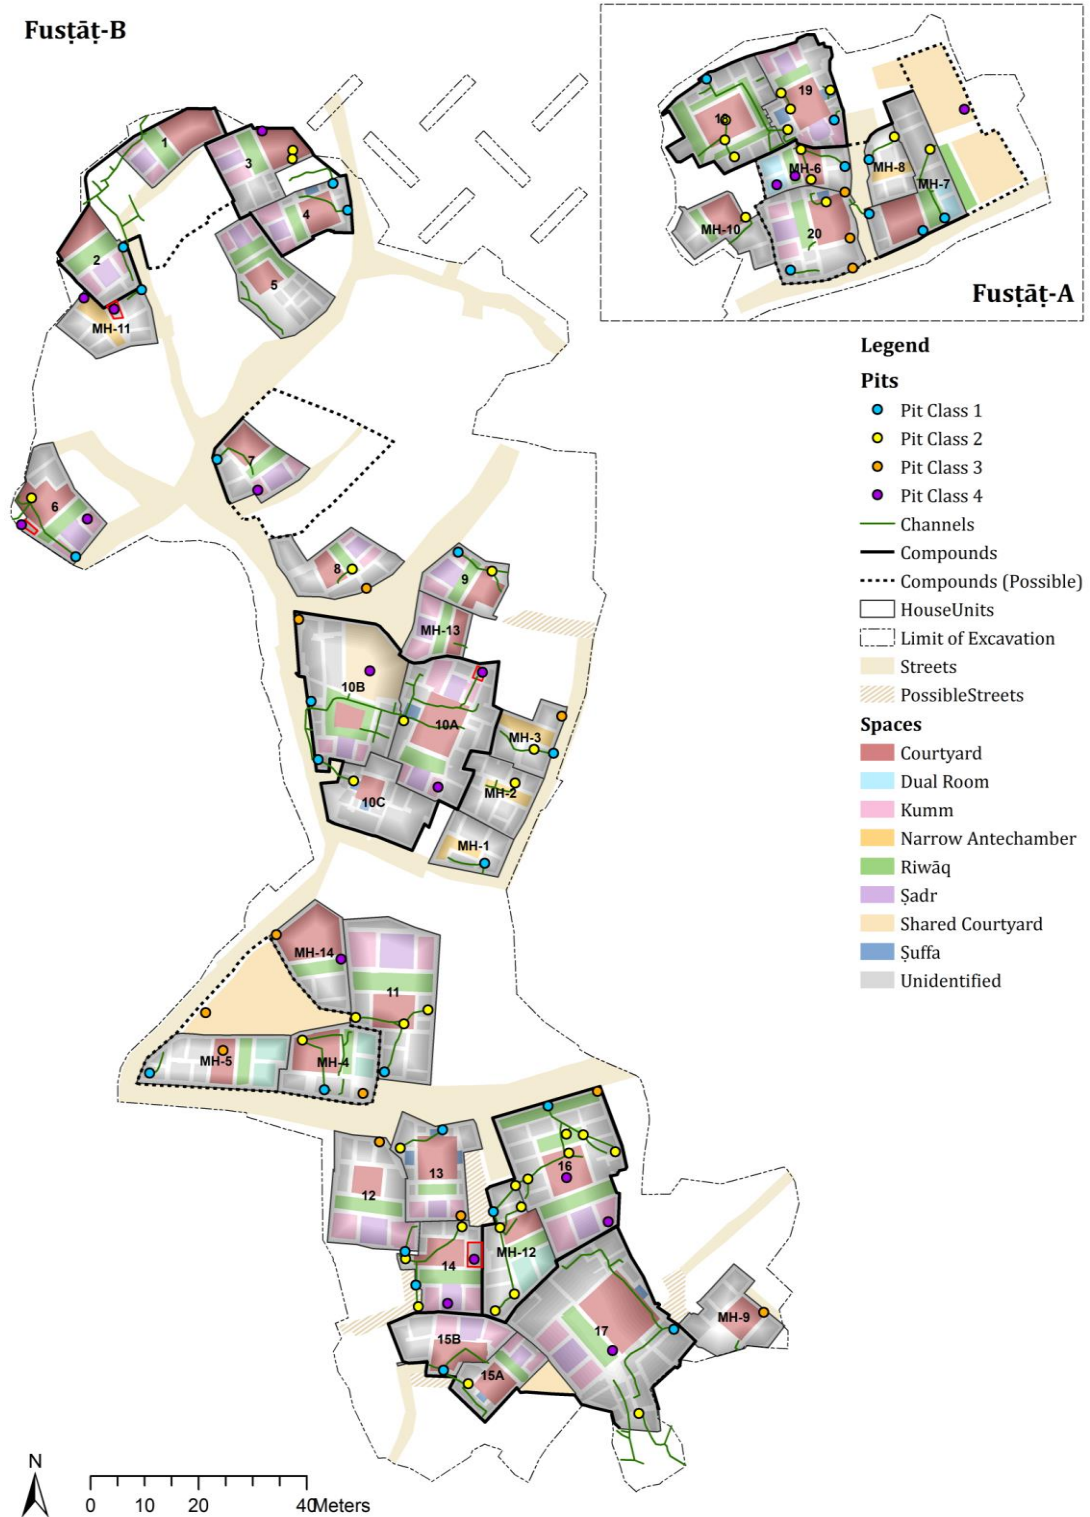 Fusṭāṭ-B
Fusṭāṭ-A
1
3
4
2
5
MH-11
7
6
8
9
MH-13
10B
10A
MH-3
10C
MH-2
MH-1
MH-14
11
MH-5
MH-4
16
13
12
MH-12
14
17
MH-9
15B
15A
19
18
MH-6
MH-8
MH-7
MH-10
20
Legend
Pits
Pit Class 1
Pit Class 2
Pit Class 3
Pit Class 4
Channels
Compounds
Compounds (Possible)
HouseUnits
Limit of Excavation
Streets
PossibleStreets
Spaces
Courtyard
Dual Room
Kumm
Narrow Antechamber
Riwāq
Ṣadr
Shared Courtyard
Ṣuffa
Unidentified
N
0 10 20 40 Meters